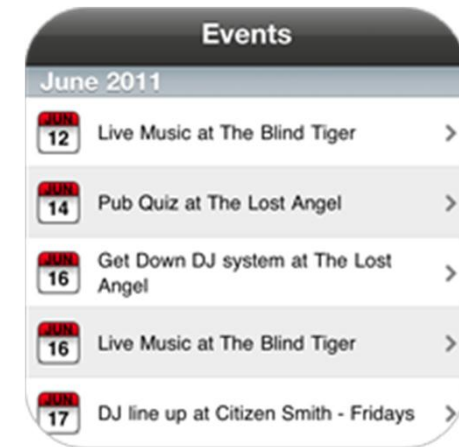 Events
June 2011
JUN
12
Live Music at The Blind Tiger
JUN
14
Pub Quiz at The Lost Angel
JUN
16
Get Down DJ system at The Lost
Angel
JUN
16
Live Music at The Blind Tiger
JUN
17
DJ line up at Citizen Smith - Fridays